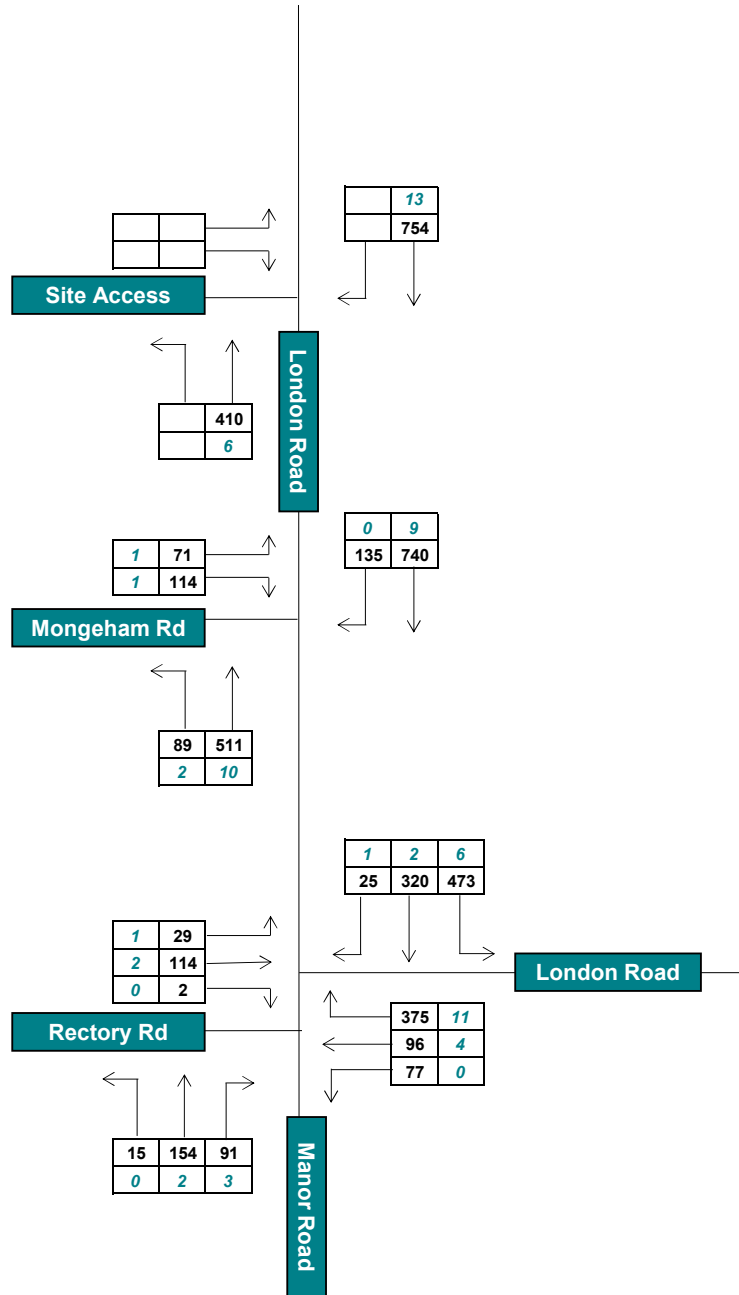 13
754
Site Access
London Road
410
6
0 9
135 740
1 71
1 114
Mongeham Rd
89 511
2 10
1 2 6
25 320 473
1 29
2 114
0 2
London Road
Rectory Rd
375 11
96 4
77 0
15 154 91
0 2 3
Manor Road